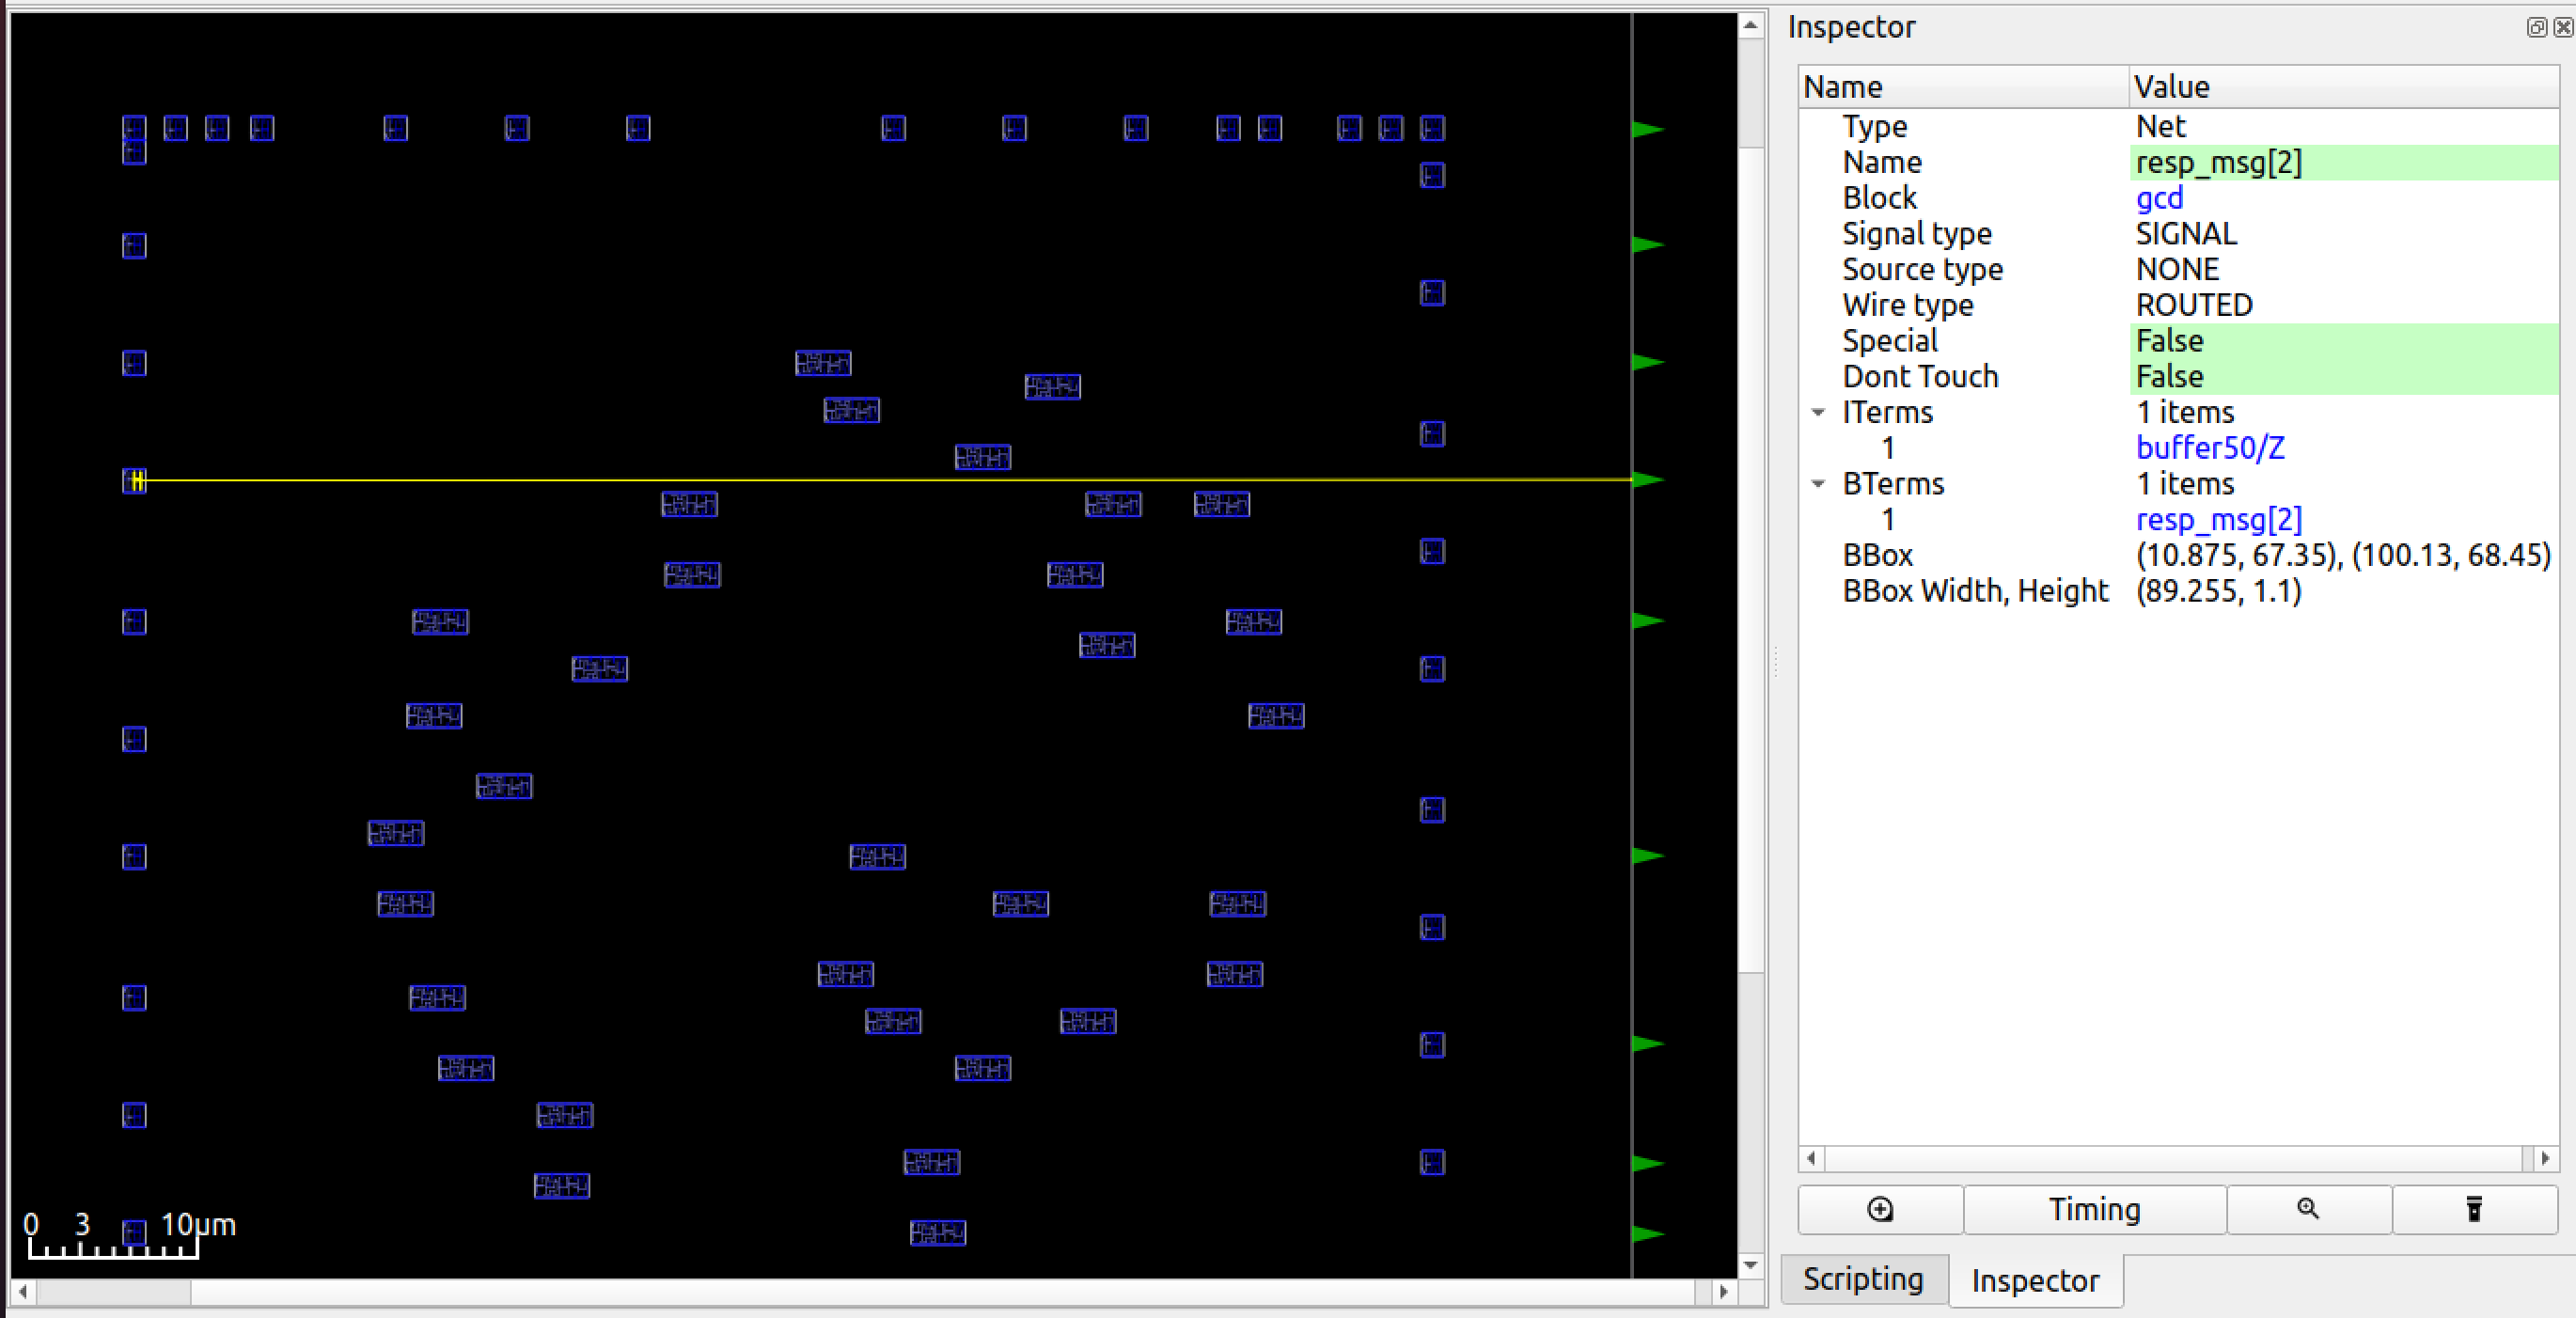 Inspector
Name Value
Type Net
Name resp_msg[2]
Block gcd
Signal type SIGNAL
Source type NONE
Wire type ROUTED
Special False
Dont Touch False
ITerms 1 items
1 buffer50/Z
BTerms 1 items
1 resp_msg[2]
BBox (10.875, 67.35), (100.13, 68.45)
BBox Width, Height (89.255, 1.1)
0 3 10µm
Timing
Scripting Inspector